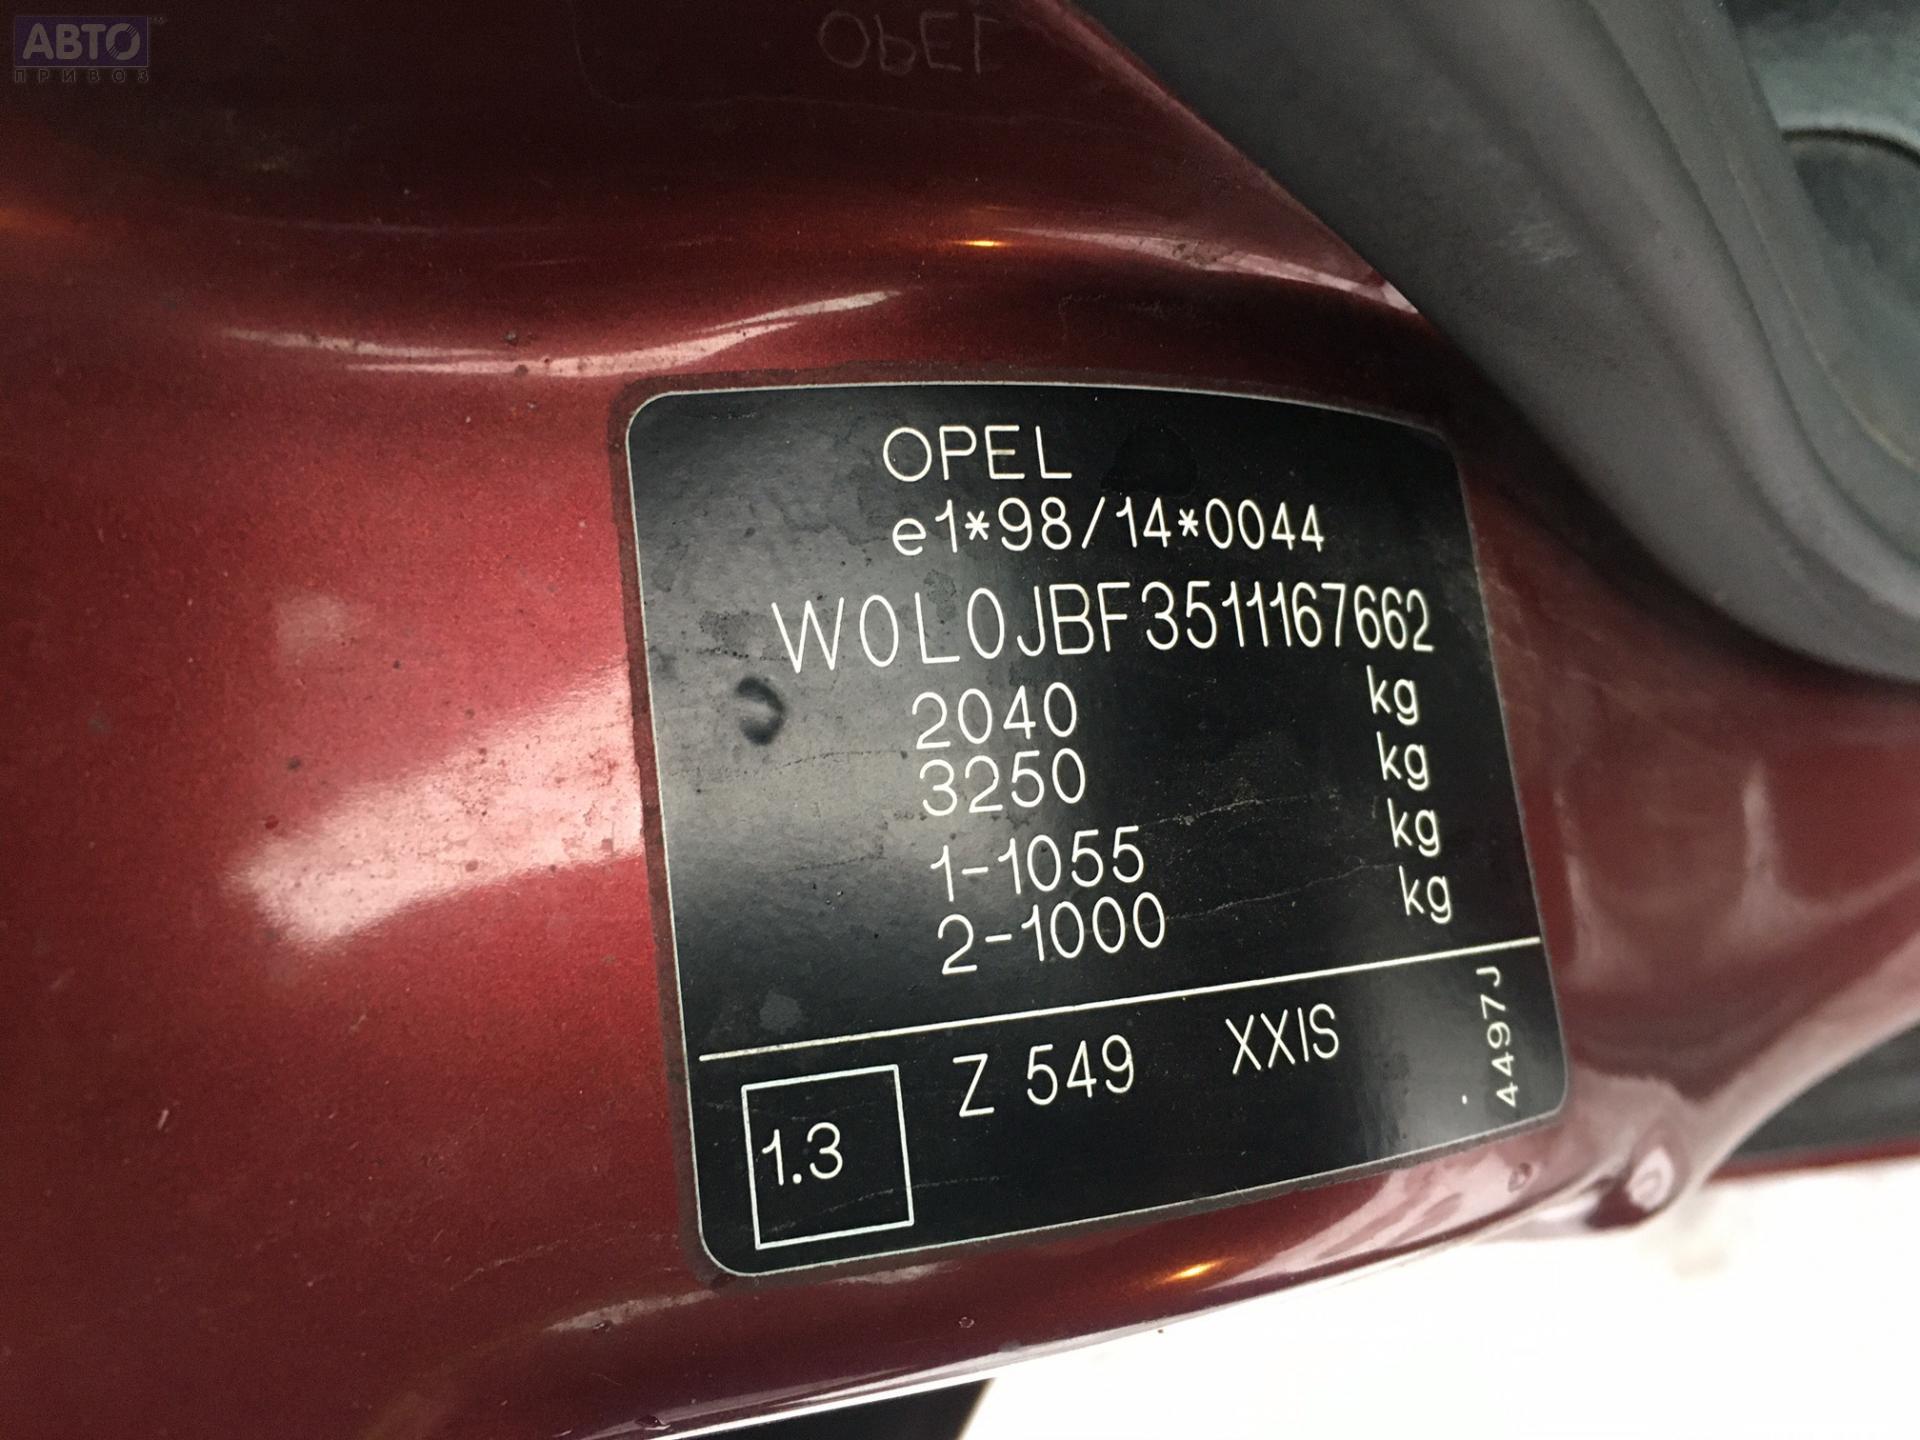 АВТО
ПРИВОЗ
OPEL
OPEL
e1*98/14*0044
W0L0JBF3511167662
2040 kg
3250 kg
1-1055 kg
2-1000 kg
1.3 Z 549 XXIS
4497J